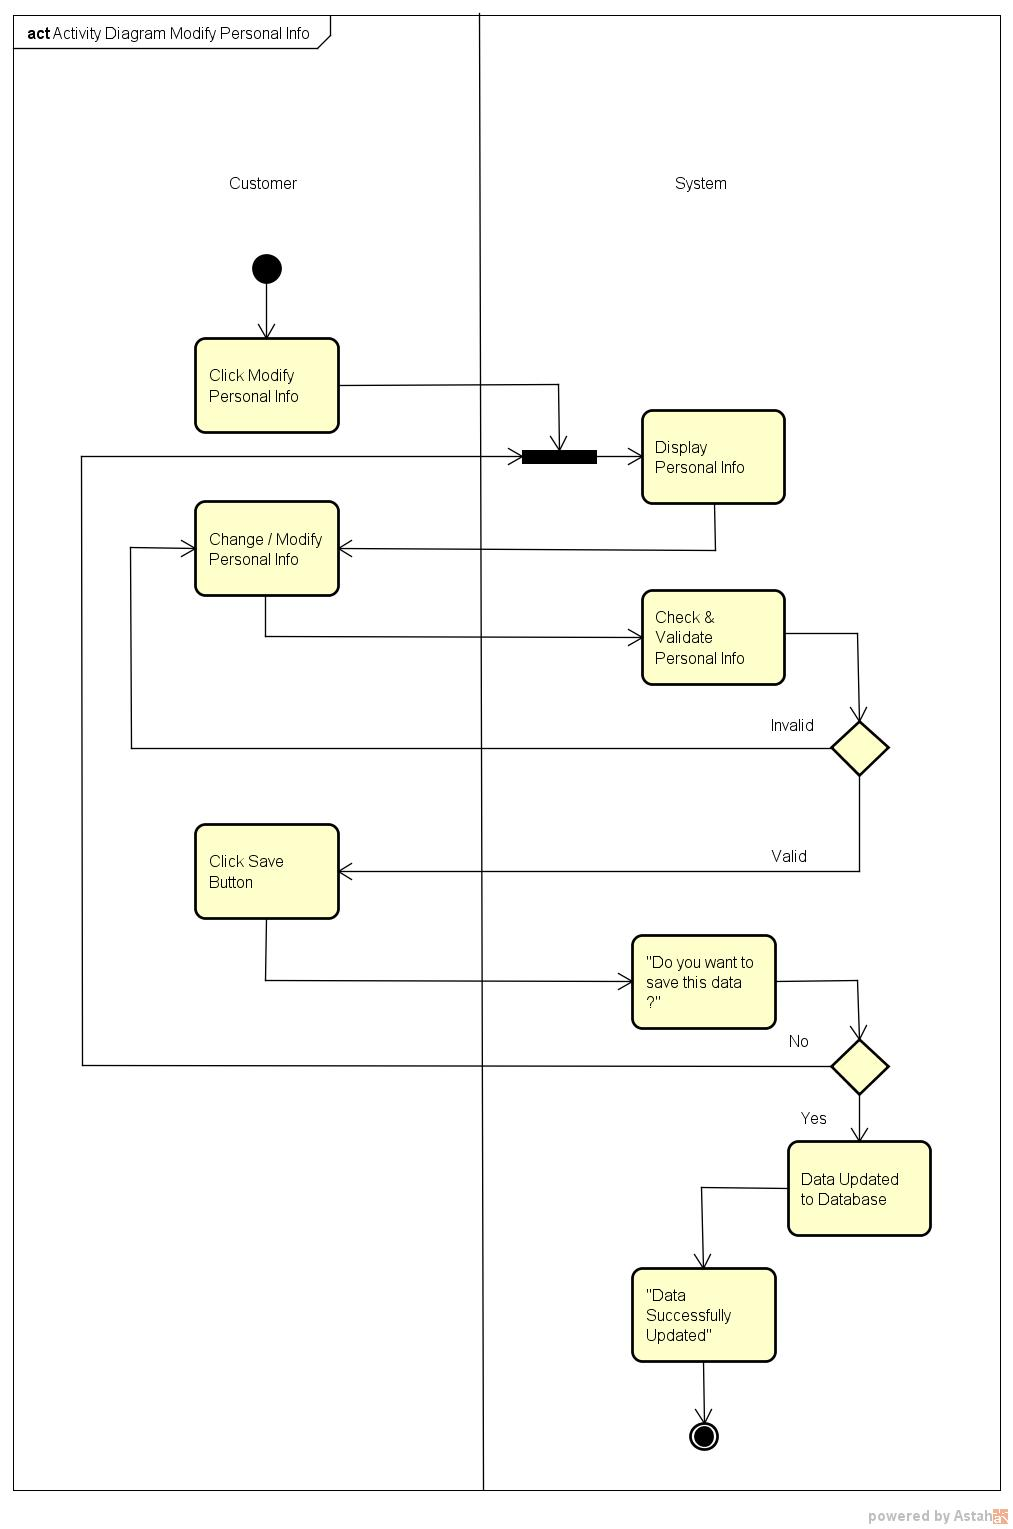 act Activity Diagram Modify Personal Info
Customer
System
Click Modify
Personal Info
Display
Personal Info
Change / Modify
Personal Info
Check &
Validate
Personal Info
Invalid
Valid
Click Save
Button
"Do you want to
save this data
?"
No
Yes
Data Updated
to Database
"Data
Successfully
Updated"
powered by Astah